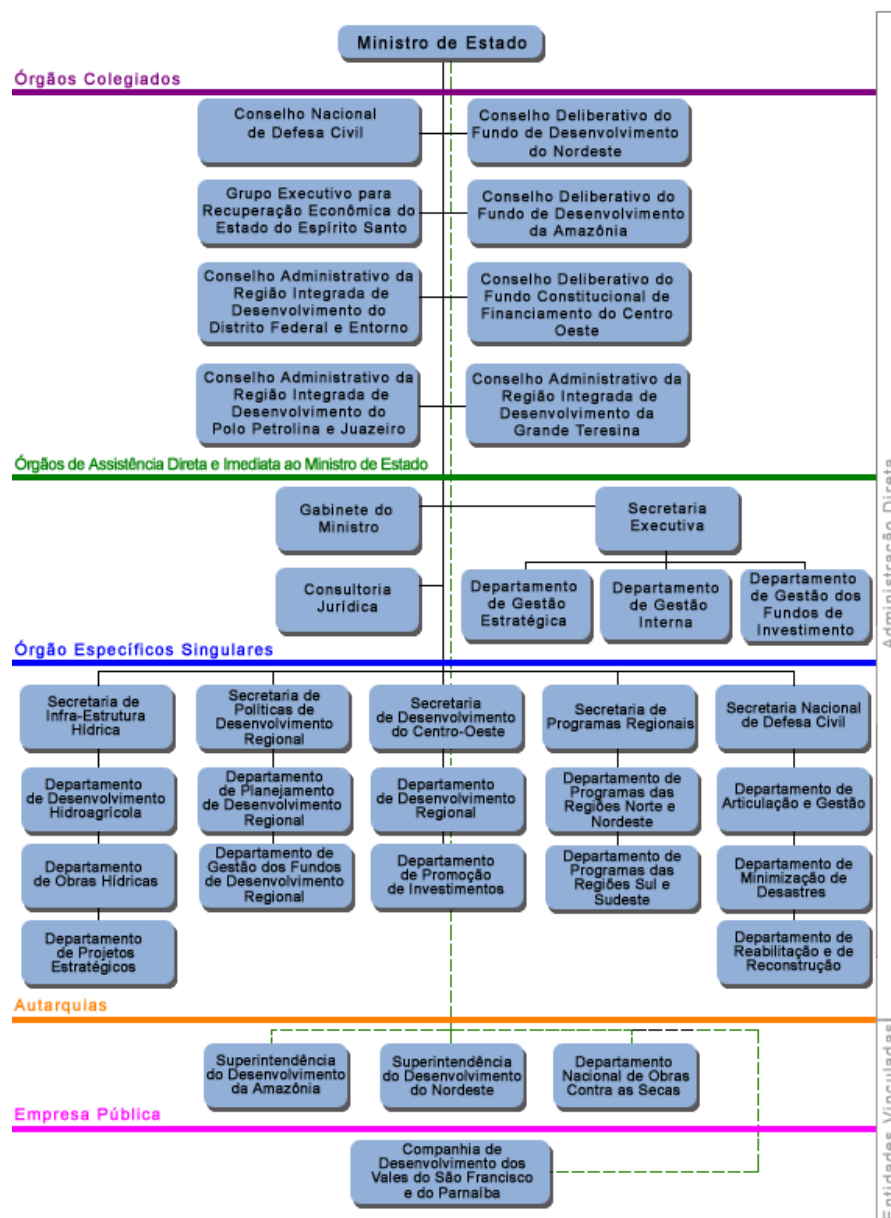 Ministro de Estado
Órgãos Colegiados
Conselho Nacional
de Defesa Civil
Conselho Deliberativo do
Fundo de Desenvolvimento
do Nordeste
Grupo Executivo para
Recuperação Econômica do
Estado do Espírito Santo
Conselho Deliberativo do
Fundo de Desenvolvimento
da Amazônia
Conselho Administrativo da
Região Integrada de
Desenvolvimento do
Distrito Federal e Entorno
Conselho Deliberativo do
Fundo Constitucional de
Financiamento do Centro
Oeste
Conselho Administrativo da
Região Integrada de
Desenvolvimento do
Polo Petrolina e Juazeiro
Conselho Administrativo da
Região Integrada de
Desenvolvimento da
Grande Teresina
Órgãos de Assistência Direta e Imediata ao Ministro de Estado
Gabinete do
Ministro
Secretaria
Executiva
Consultoria
Jurídica
Departamento
de Gestão
Estratégica
Departamento
de Gestão
Interna
Departamento
de Gestão dos
Fundos de
Investimento
Órgão Específicos Singulares
Secretaria de
Infra-Estrutura
Hídrica
Secretaria de
Políticas de
Desenvolvimento
Regional
Secretaria
de Desenvolvimento
do Centro-Oeste
Secretaria de
Programas Regionais
Secretaria Nacional
de Defesa Civil
Departamento
de Desenvolvimento
Hidroagrícola
Departamento
de Planejamento
de Desenvolvimento
Regional
Departamento
de Desenvolvimento
Regional
Departamento de
Programas das
Regiões Norte e
Nordeste
Departamento de
Articulação e Gestão
Departamento
de Obras Hídricas
Departamento de
Gestão dos Fundos
de Desenvolvimento
Regional
Departamento
de Promoção
de Investimentos
Departamento de
Programas das
Regiões Sul e
Sudeste
Departamento de
Minimização de
Desastres
Departamento
de Projetos
Estratégicos
Departamento de
Reabilitação e de
Reconstrução
Autarquias
Superintendência
do Desenvolvimento
da Amazônia
Superintendência
do Desenvolvimento
do Nordeste
Departamento
Nacional de Obras
Contra as Secas
Empresa Pública
Companhia de
Desenvolvimento dos
Vales do São Francisco
e do Parnaíba
Administração Direta
Entidades Vinculadas